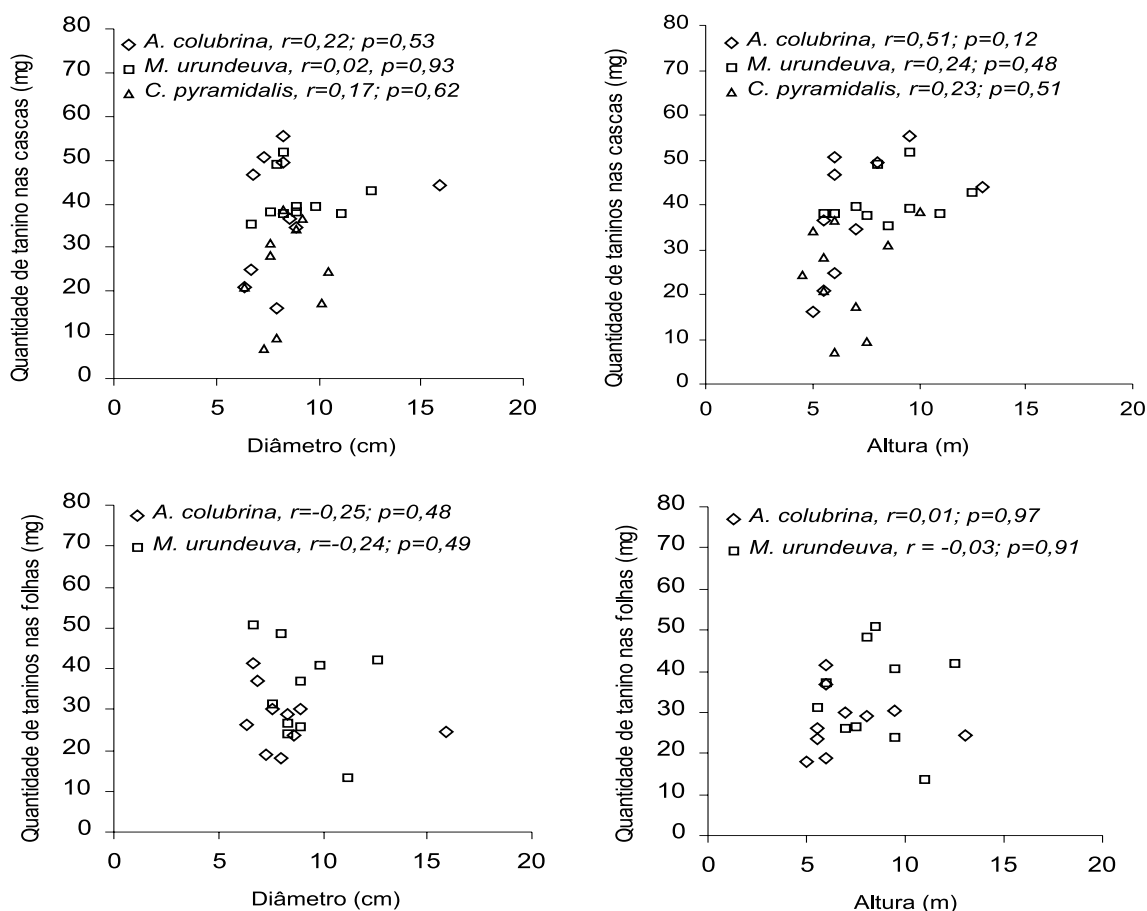 Quantidade de tanino nas cascas (mg)
80
70
60
50
40
30
20
10
0
A. colubrina, r=0,22; p=0,53
M. urundeuva, r=0,02, p=0,93
C. pyramidalis, r=0,17; p=0,62
0 5 10 15 20
Diâmetro (cm)
Quantidade de taninos nas cascas (mg)
80
70
60
50
40
30
20
10
0
A. colubrina, r=0,51; p=0,12
M. urundeuva, r=0,24; p=0,48
C. pyramidalis, r=0,23; p=0,51
0 5 10 15 20
Altura (m)
Quantidade de taninos nas folhas (mg)
80
70
60
50
40
30
20
10
0
A. colubrina, r=-0,25; p=0,48
M. urundeuva, r=-0,24; p=0,49
0 5 10 15 20
Diâmetro (cm)
Quantidade de tanino nas folhas (mg)
80
70
60
50
40
30
20
10
0
A. colubrina, r=0,01; p=0,97
M. urundeuva, r = -0,03; p=0,91
0 5 10 15 20
Altura (m)